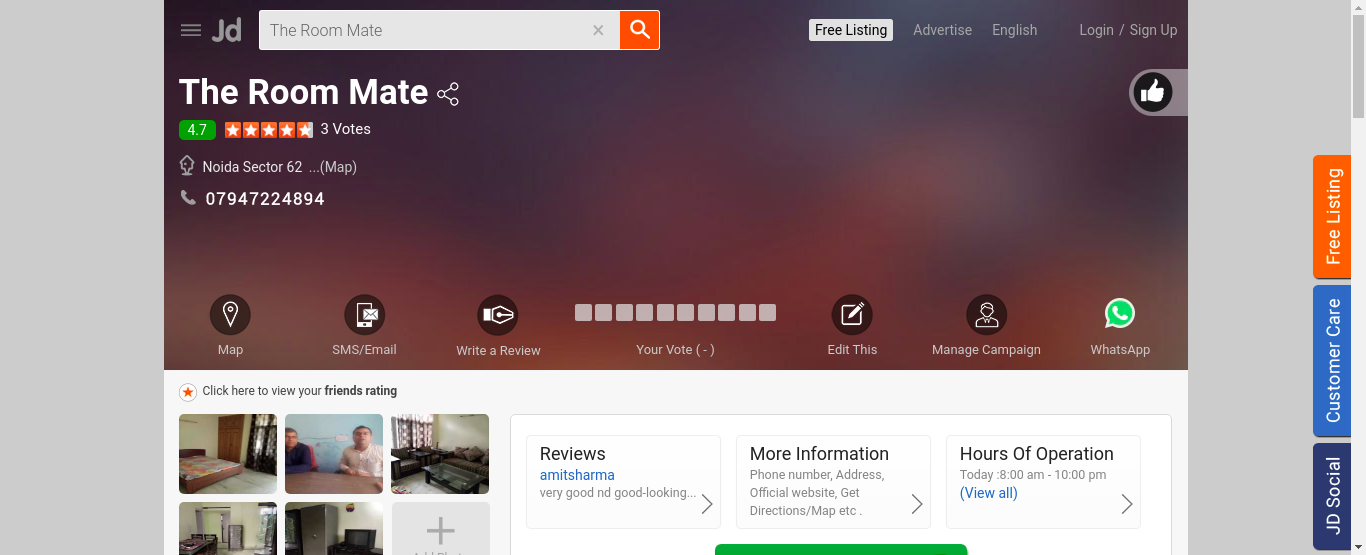 Jd
The Room Mate
Free Listing
Advertise
English
Login / Sign Up
The Room Mate
4.7
3 Votes
Noida Sector 62 ...(Map)
07947224894
Map
SMS/Email
Write a Review
Your Vote ( - )
Edit This
Manage Campaign
WhatsApp
Click here to view your friends rating
Reviews
amitsharma
very good nd good-looking...
More Information
Phone number, Address,
Official website, Get
Directions/Map etc .
Hours Of Operation
Today :8:00 am - 10:00 pm
(View all)
Free Listing
Customer Care
JD Social